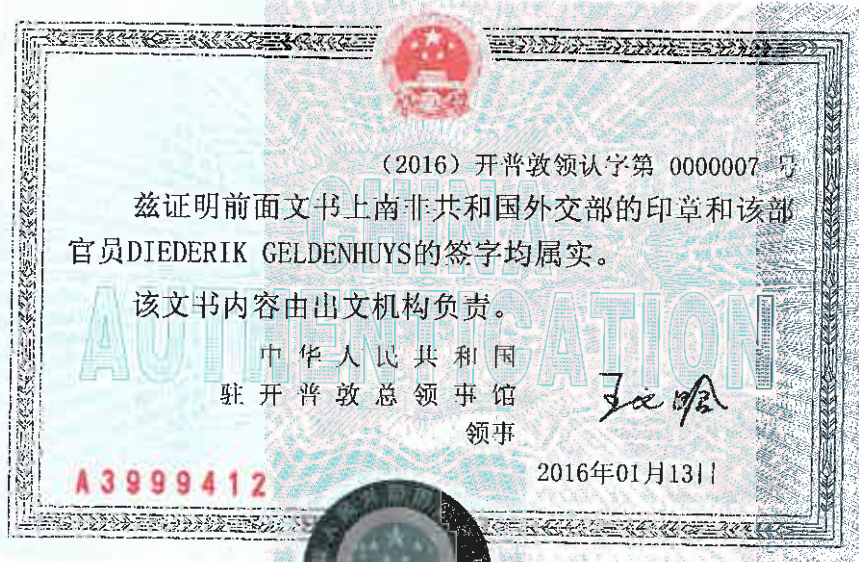 （2016）开普敦领认字第 0000007 号
CHINA
AUTHENTICATION
兹证明前面文书上南非共和国外交部的印章和该部
官员DIEDERIK GELDENHUYS的签字均属实。
该文书内容由出文机构负责。
中华人民共和国
驻开普敦总领事馆
领事
2016年01月13日
A3999412